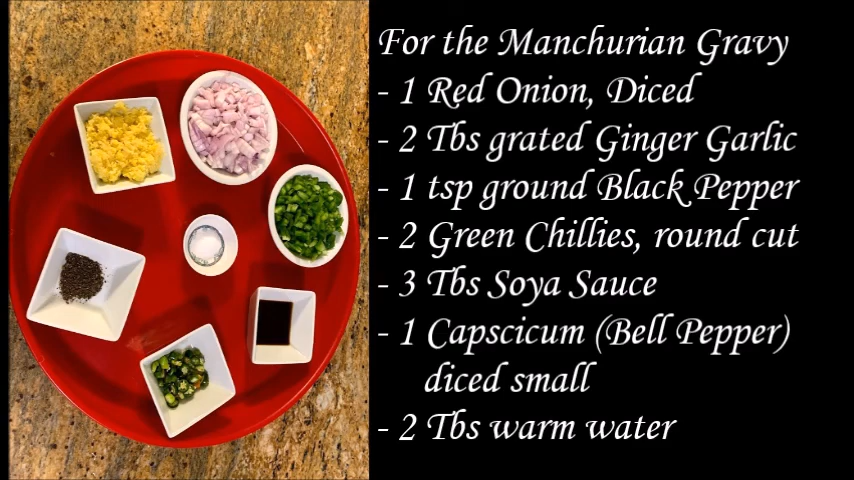 For the Manchurian Gravy
- 1 Red Onion, Diced
- 2 Tbs grated Ginger Garlic
- 1 tsp ground Black Pepper
- 2 Green Chillies, round cut
- 3 Tbs Soya Sauce
- 1 Capscicum (Bell Pepper)
diced small
- 2 Tbs warm water